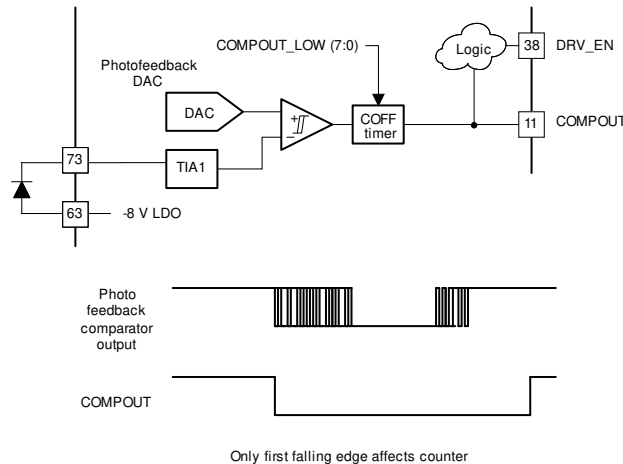 COMPOUT_LOW (7:0)
Logic
38
DRV_EN
Photofeedback
DAC
DAC
+
−
COFF
timer
11
COMPOUT
73
TIA1
63
-8 V LDO
Photo
feedback
comparator
output
COMPOUT
Only first falling edge affects counter